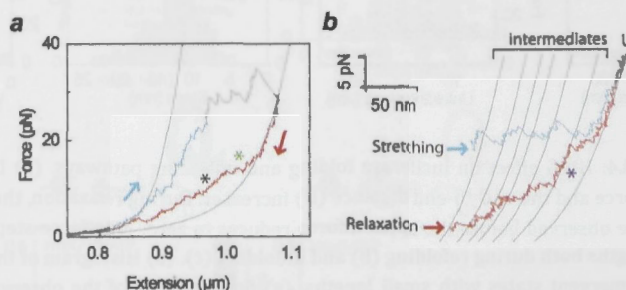 a
b
40
20
0
Force (pN)
0.8
0.9
1.0
1.1
Extension (μm)
*
*
intermediates
U
5 pN
50 nm
Stretching
Relaxation
*